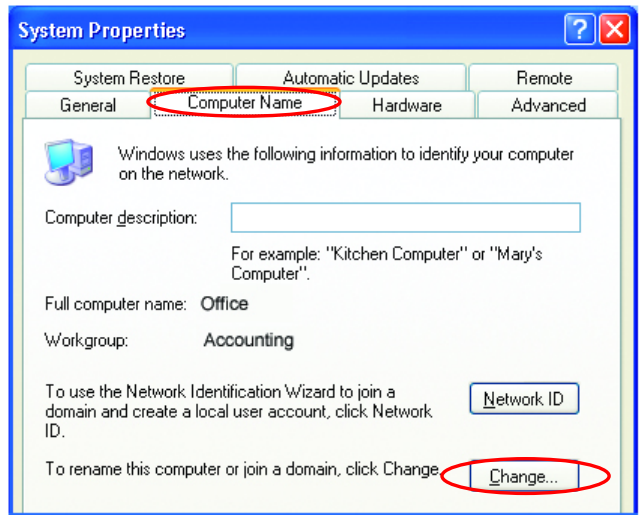 System Properties
System Restore Automatic Updates Remote
General Computer Name Hardware Advanced
Windows uses the following information to identify your computer
on the network.
Computer description:
For example: "Kitchen Computer" or "Mary's
Computer".
Full computer name: Office
Workgroup: Accounting
To use the Network Identification Wizard to join a
domain and create a local user account, click Network
ID.
Network ID
To rename this computer or join a domain, click Change.
Change...